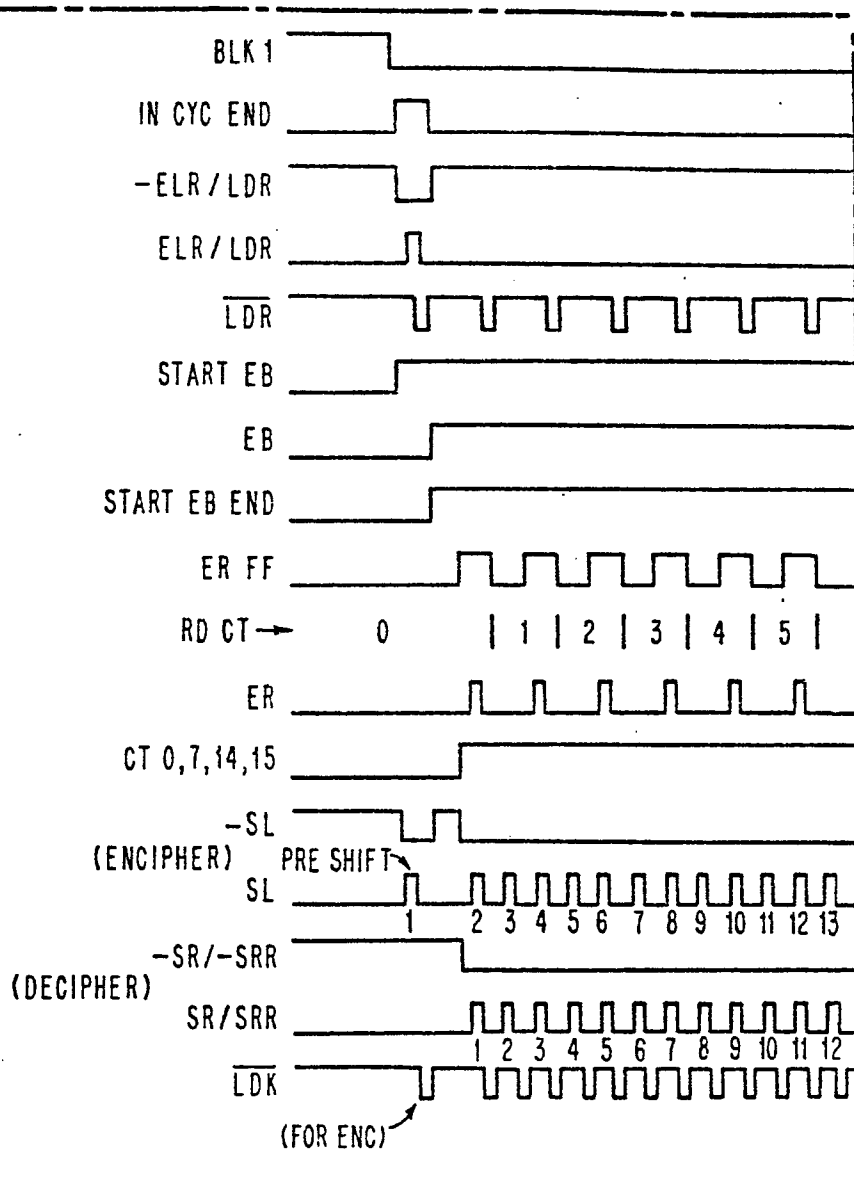 BLK 1
IN CYC END
-ELR/LDR
ELR/LDR
LDR
START EB
EB
START EB END
ER FF
RD CT→ 0 | 1 | 2 | 3 | 4 | 5 |
ER
CT 0,7,14,15
-SL
(ENCIPHER) PRE SHIFT
SL
1 2 3 4 5 6 7 8 9 10 11 12 13
-SR/-SRR
(DECIPHER)
SR/SRR
1 2 3 4 5 6 7 8 9 10 11 12
LDK
(FOR ENC)